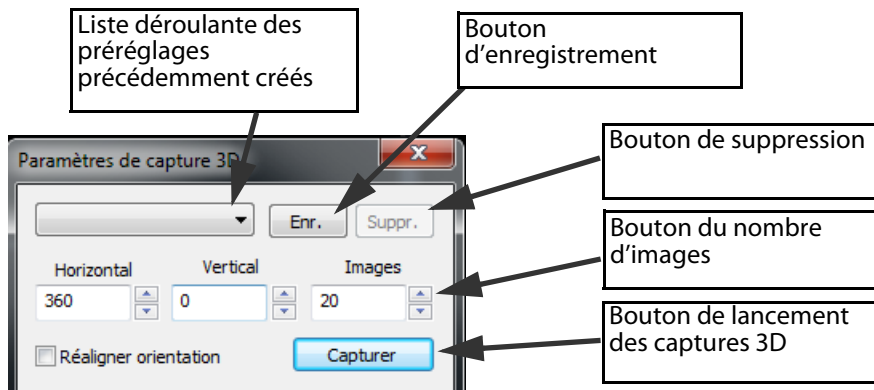 Liste déroulante des
préréglages
précédemment créés
Bouton
d’enregistrement
Bouton de suppression
Paramètres de capture 3D
Enr.
Suppr.
Bouton du nombre
d’images
Horizontal
Vertical
Images
360
0
20
Bouton de lancement
des captures 3D
Réaligner orientation
Capturer